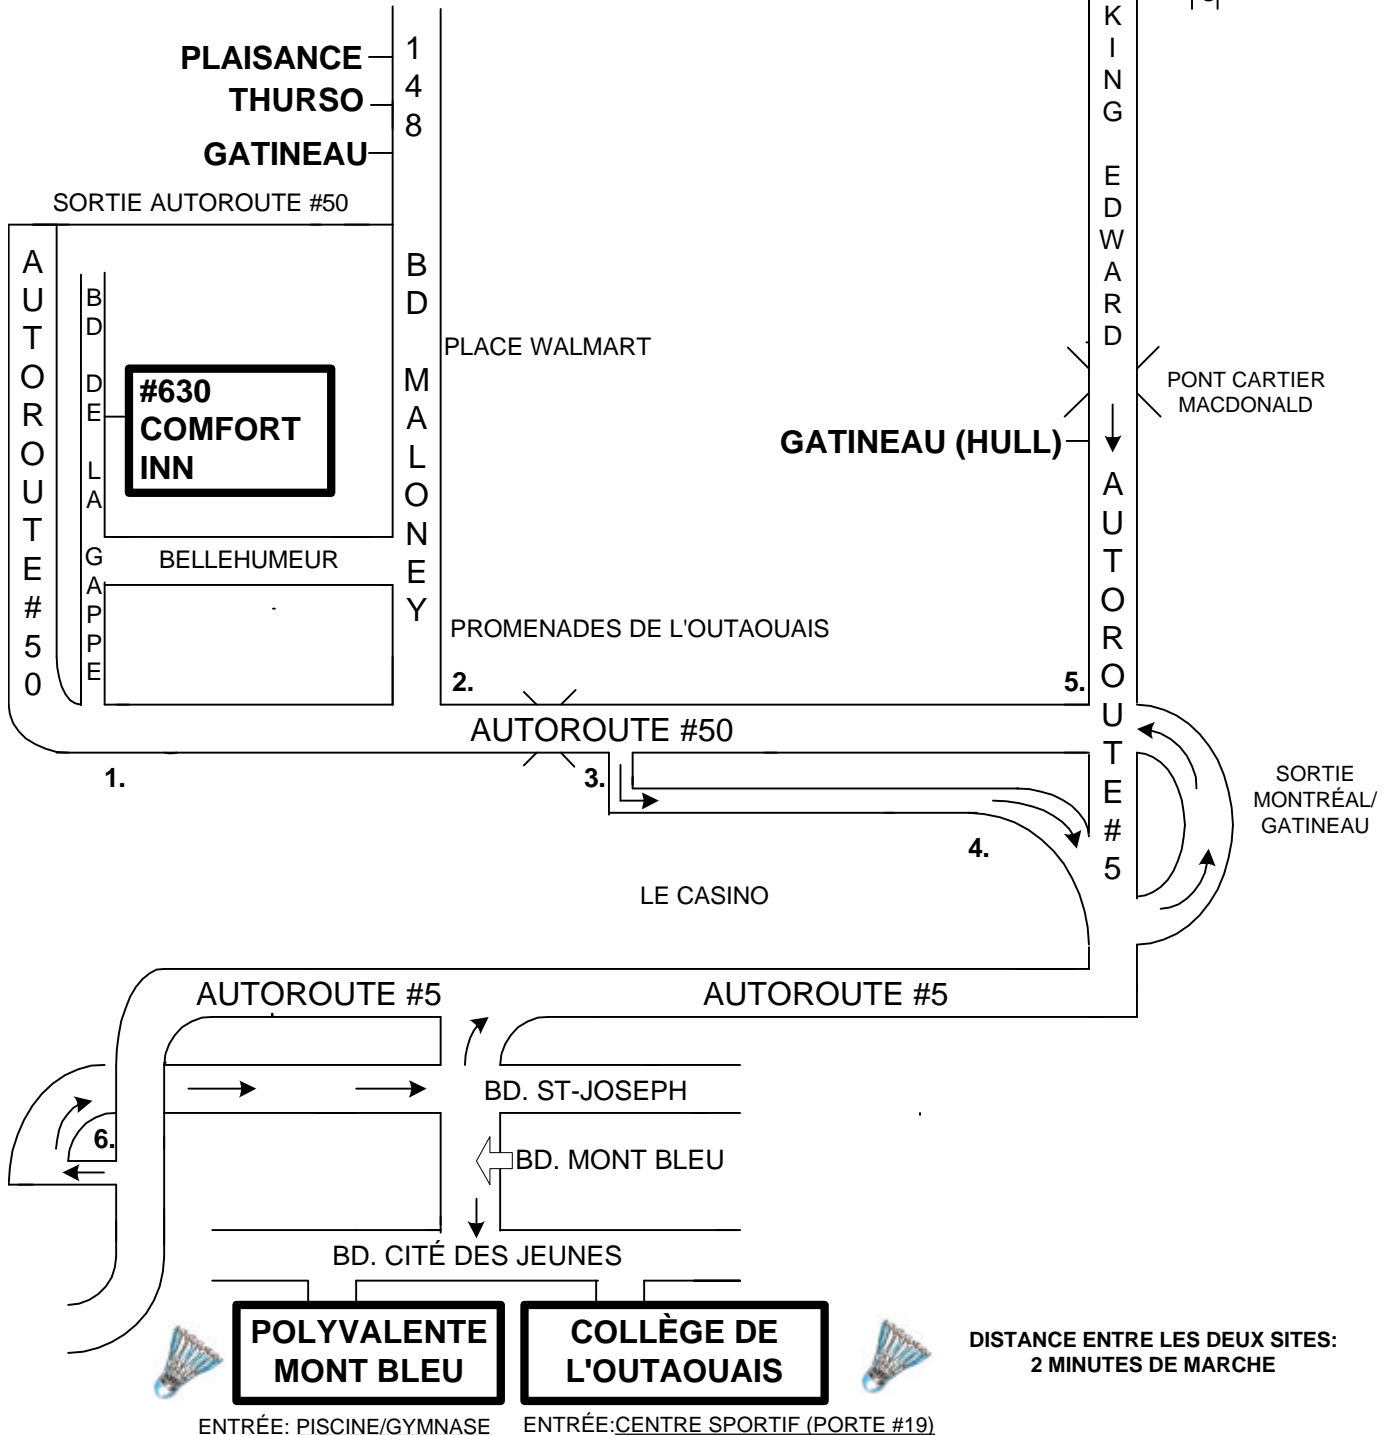 PLAISANCE
THURSO
GATINEAU
148
SORTIE AUTOROUTE #50
AUTOROUTE #50
BD DE LA GAPPE
#630
COMFORT
INN
BD MALONEY
PLACE WALMART
BELLEHUMEUR
PROMENADES DE L'OUTAOUAIS
KING EDWARD
PONT CARTIER
MACDONALD
GATINEAU (HULL)
AUTOROUTE #5
1.
2.
AUTOROUTE #50
3.
4.
5.
SORTIE
MONTRÉAL/
GATINEAU
LE CASINO
AUTOROUTE #5
AUTOROUTE #5
BD. ST-JOSEPH
6.
BD. MONT BLEU
BD. CITÉ DES JEUNES
POLYVALENTE
MONT BLEU
COLLÈGE DE
L'OUTAOUAIS
DISTANCE ENTRE LES DEUX SITES:
2 MINUTES DE MARCHE
ENTRÉE: PISCINE/GYMNASE
ENTRÉE:CENTRE SPORTIF (PORTE #19)